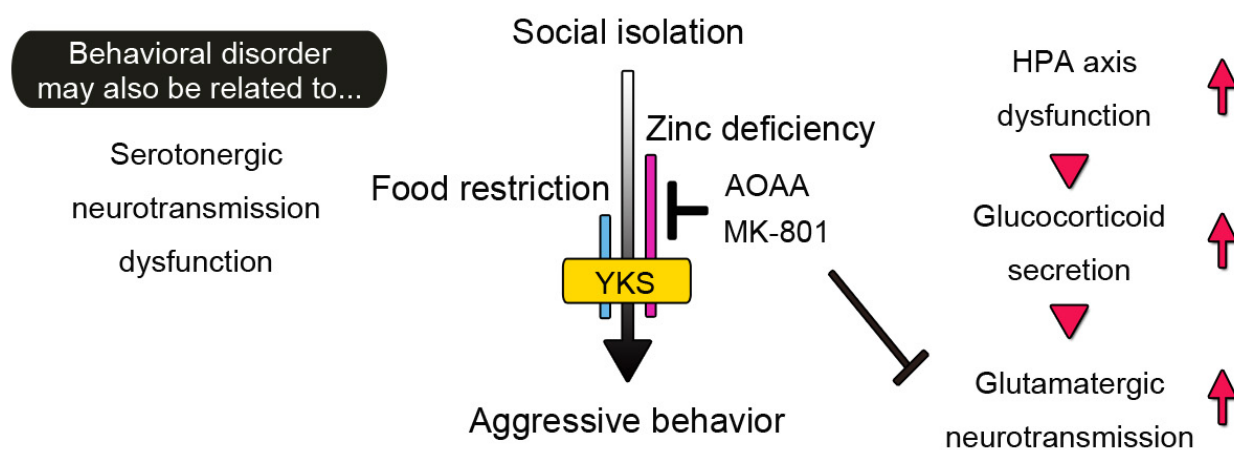 Behavioral disorder
may also be related to...
Serotonergic
neurotransmission
dysfunction
Social isolation
Zinc deficiency
Food restriction
AOAA
MK-801
YKS
Aggressive behavior
HPA axis
dysfunction
Glucocorticoid
secretion
Glutamatergic
neurotransmission